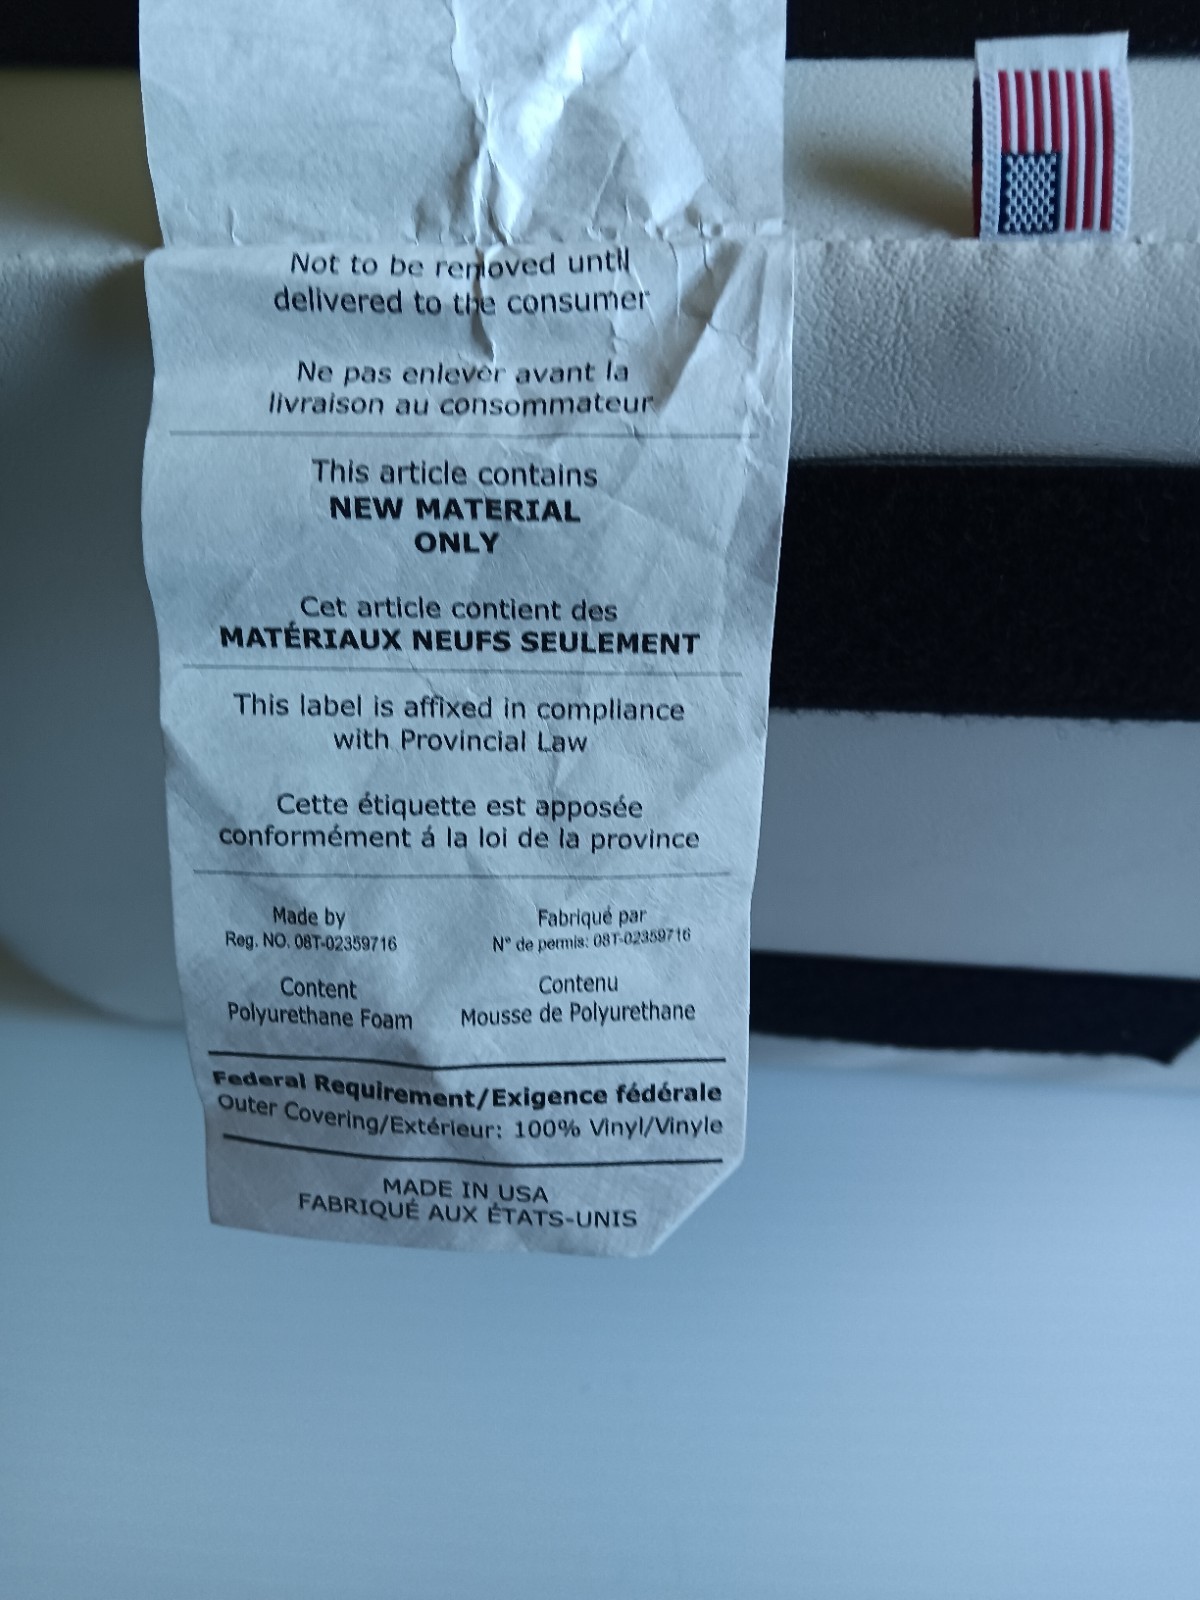 Not to be removed until
delivered to the consumer
Ne pas enlever avant la
livraison au consommateur
This article contains
NEW MATERIAL
ONLY
Cet article contient des
MATÉRIAUX NEUFS SEULEMENT
This label is affixed in compliance
with Provincial Law
Cette étiquette est apposée
conformément á la loi de la province
Made by
Reg. NO. 08T-02359716
Fabriqué par
N° de permis: 08T-02359716
Content
Polyurethane Foam
Contenu
Mousse de Polyurethane
Federal Requirement/Exigence fédérale
Outer Covering/Extérieur: 100% Vinyl/Vinyle
MADE IN USA
FABRIQUÉ AUX ÉTATS-UNIS